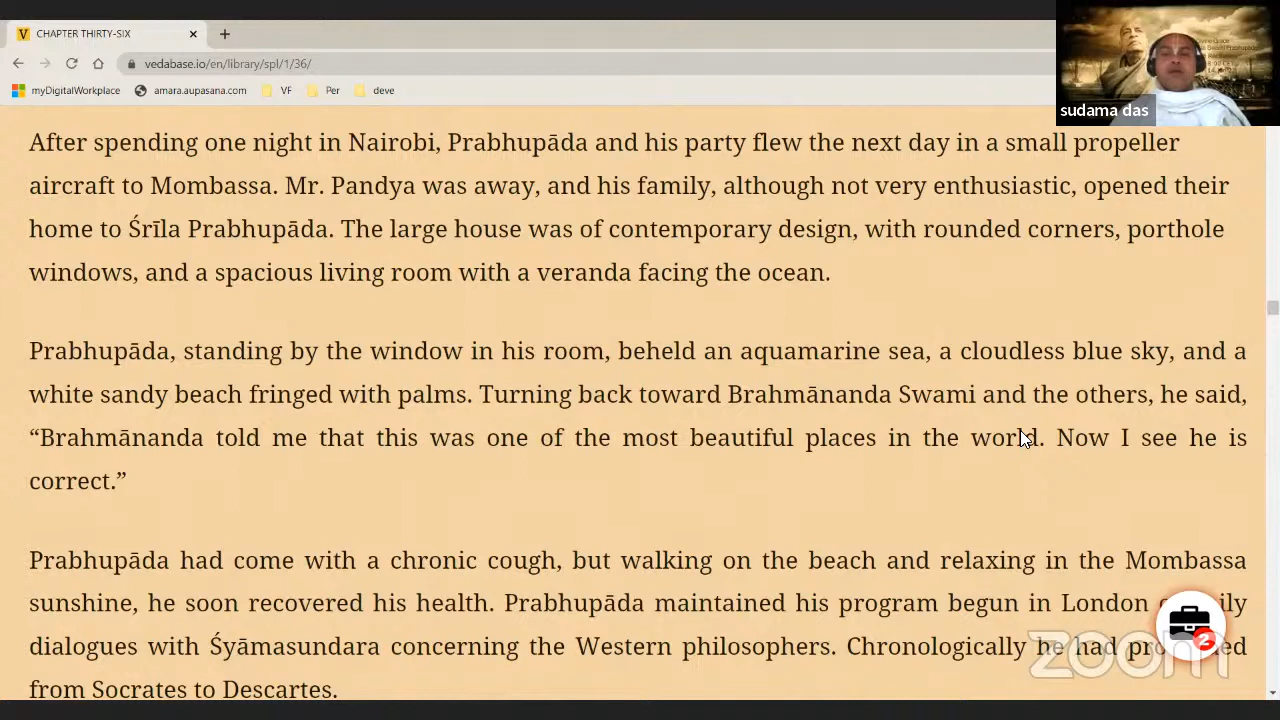 CHAPTER THIRTY-SIX
vedabase.io/en/library/spl/1/36/
myDigitalWorkplace amara.aupasana.com VF Per deve
sudama das
After spending one night in Nairobi, Prabhupāda and his party flew the next day in a small propeller
aircraft to Mombassa. Mr. Pandya was away, and his family, although not very enthusiastic, opened their
home to Śrīla Prabhupāda. The large house was of contemporary design, with rounded corners, porthole
windows, and a spacious living room with a veranda facing the ocean.
Prabhupāda, standing by the window in his room, beheld an aquamarine sea, a cloudless blue sky, and a
white sandy beach fringed with palms. Turning back toward Brahmānanda Swami and the others, he said,
“Brahmānanda told me that this was one of the most beautiful places in the world. Now I see he is
correct.”
Prabhupāda had come with a chronic cough, but walking on the beach and relaxing in the Mombassa
sunshine, he soon recovered his health. Prabhupāda maintained his program begun in London
dialogues with Śyāmasundara concerning the Western philosophers. Chronologically he had
from Socrates to Descartes.
2
zoom